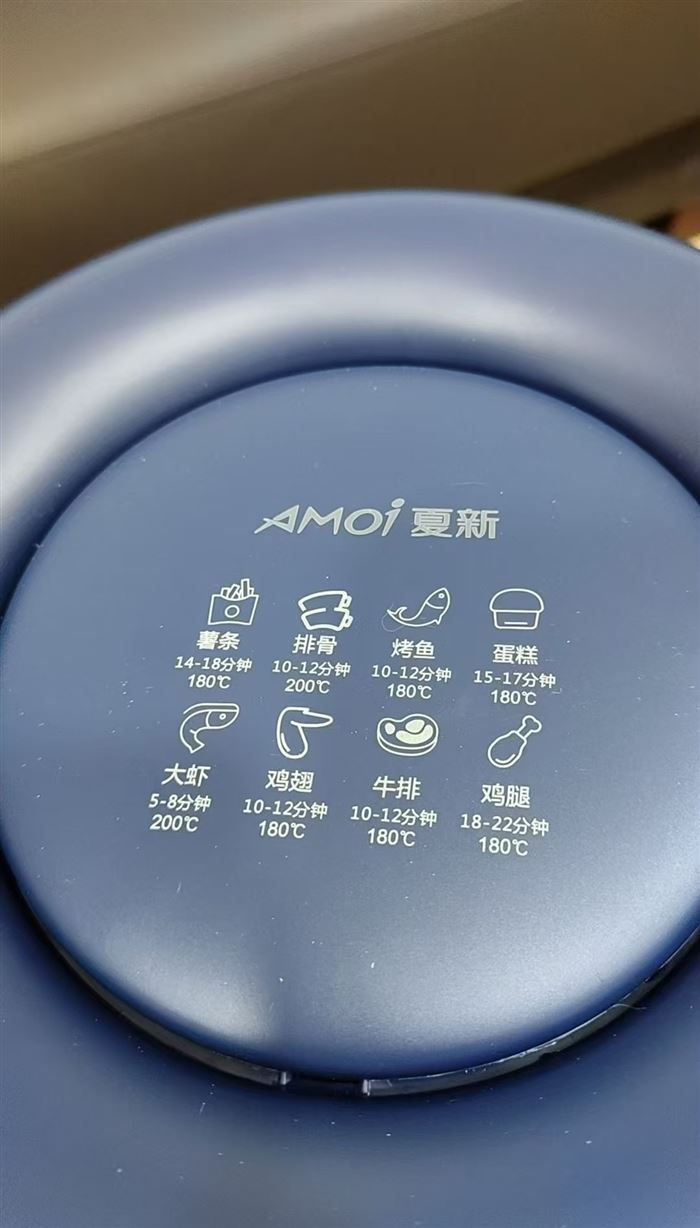 AMOi 夏新
薯条 排骨 烤鱼 蛋糕
14-18分钟 10-12分钟 10-12分钟 15-17分钟
180℃ 200℃ 180℃ 180℃
大虾 鸡翅 牛排 鸡腿
5-8分钟 10-12分钟 10-12分钟 18-22分钟
200℃ 180℃ 180℃ 180℃